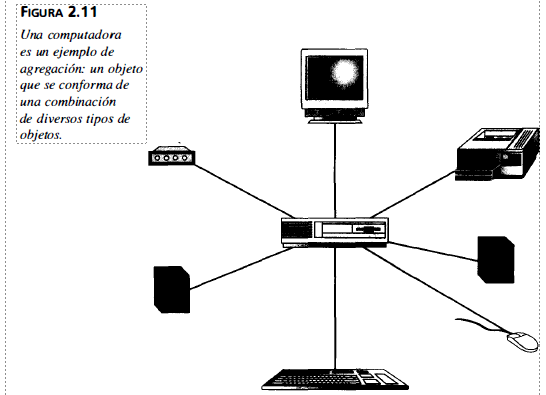 FIGURA 2.11
Una computadora
es un ejemplo de
agregación: un objeto
que se conforma de
una combinación
de diversos tipos de
objetos.